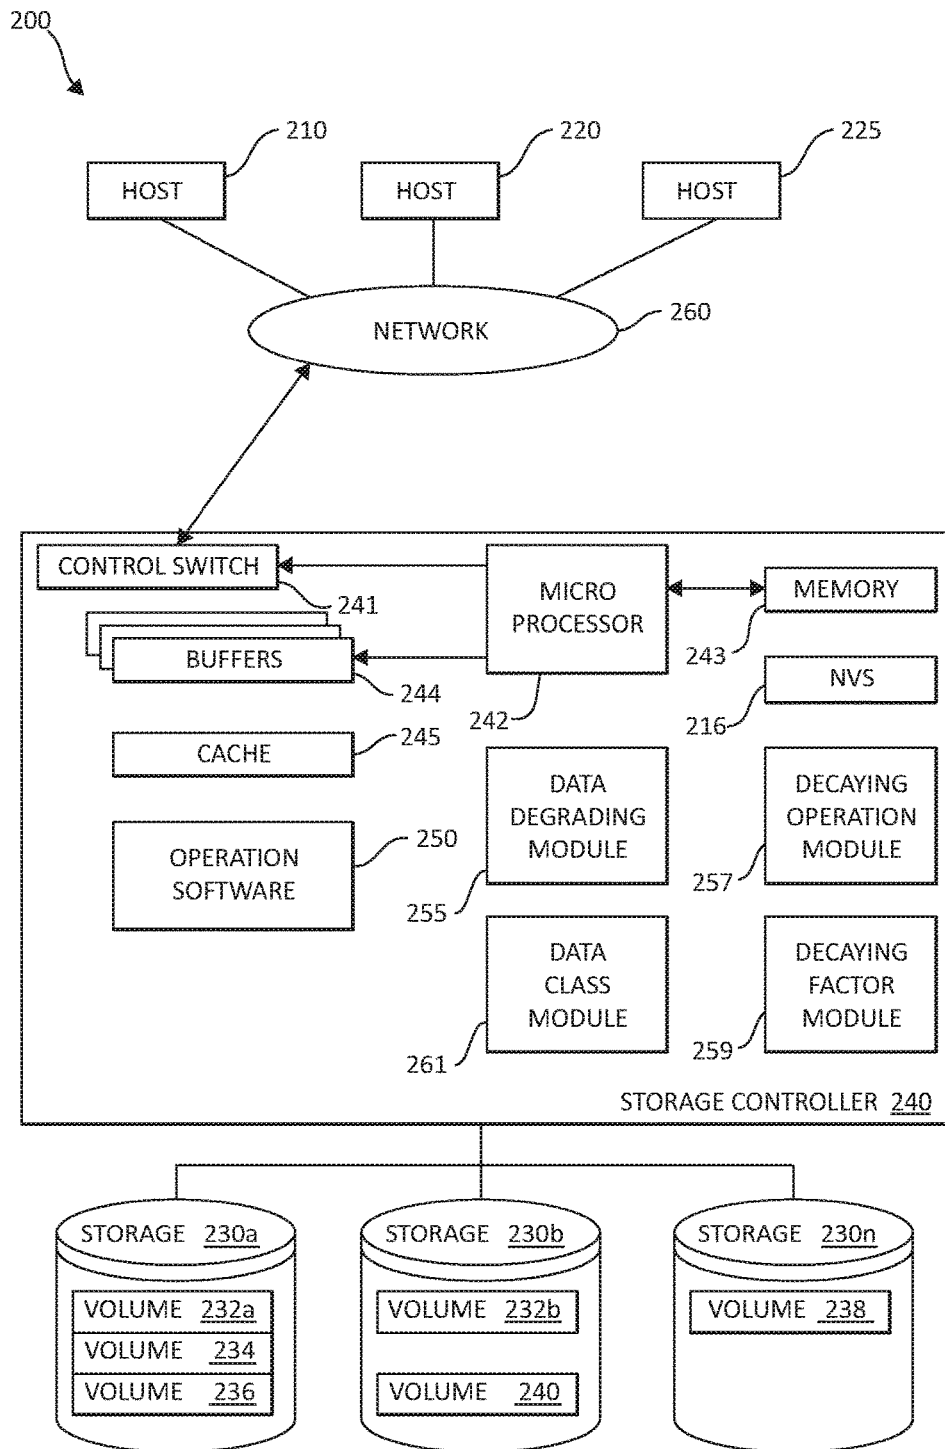 200
210
220
225
HOST
HOST
HOST
NETWORK
260
CONTROL SWITCH
241
MICRO
PROCESSOR
242
MEMORY
243
BUFFERS
244
NVS
216
CACHE
245
OPERATION
SOFTWARE
250
DATA
DEGRADING
MODULE
255
DECAYING
OPERATION
MODULE
257
DATA
CLASS
MODULE
261
DECAYING
FACTOR
MODULE
259
STORAGE CONTROLLER 240
STORAGE 230a
VOLUME 232a
VOLUME 234
VOLUME 236
STORAGE 230b
VOLUME 232b
VOLUME 240
STORAGE 230n
VOLUME 238